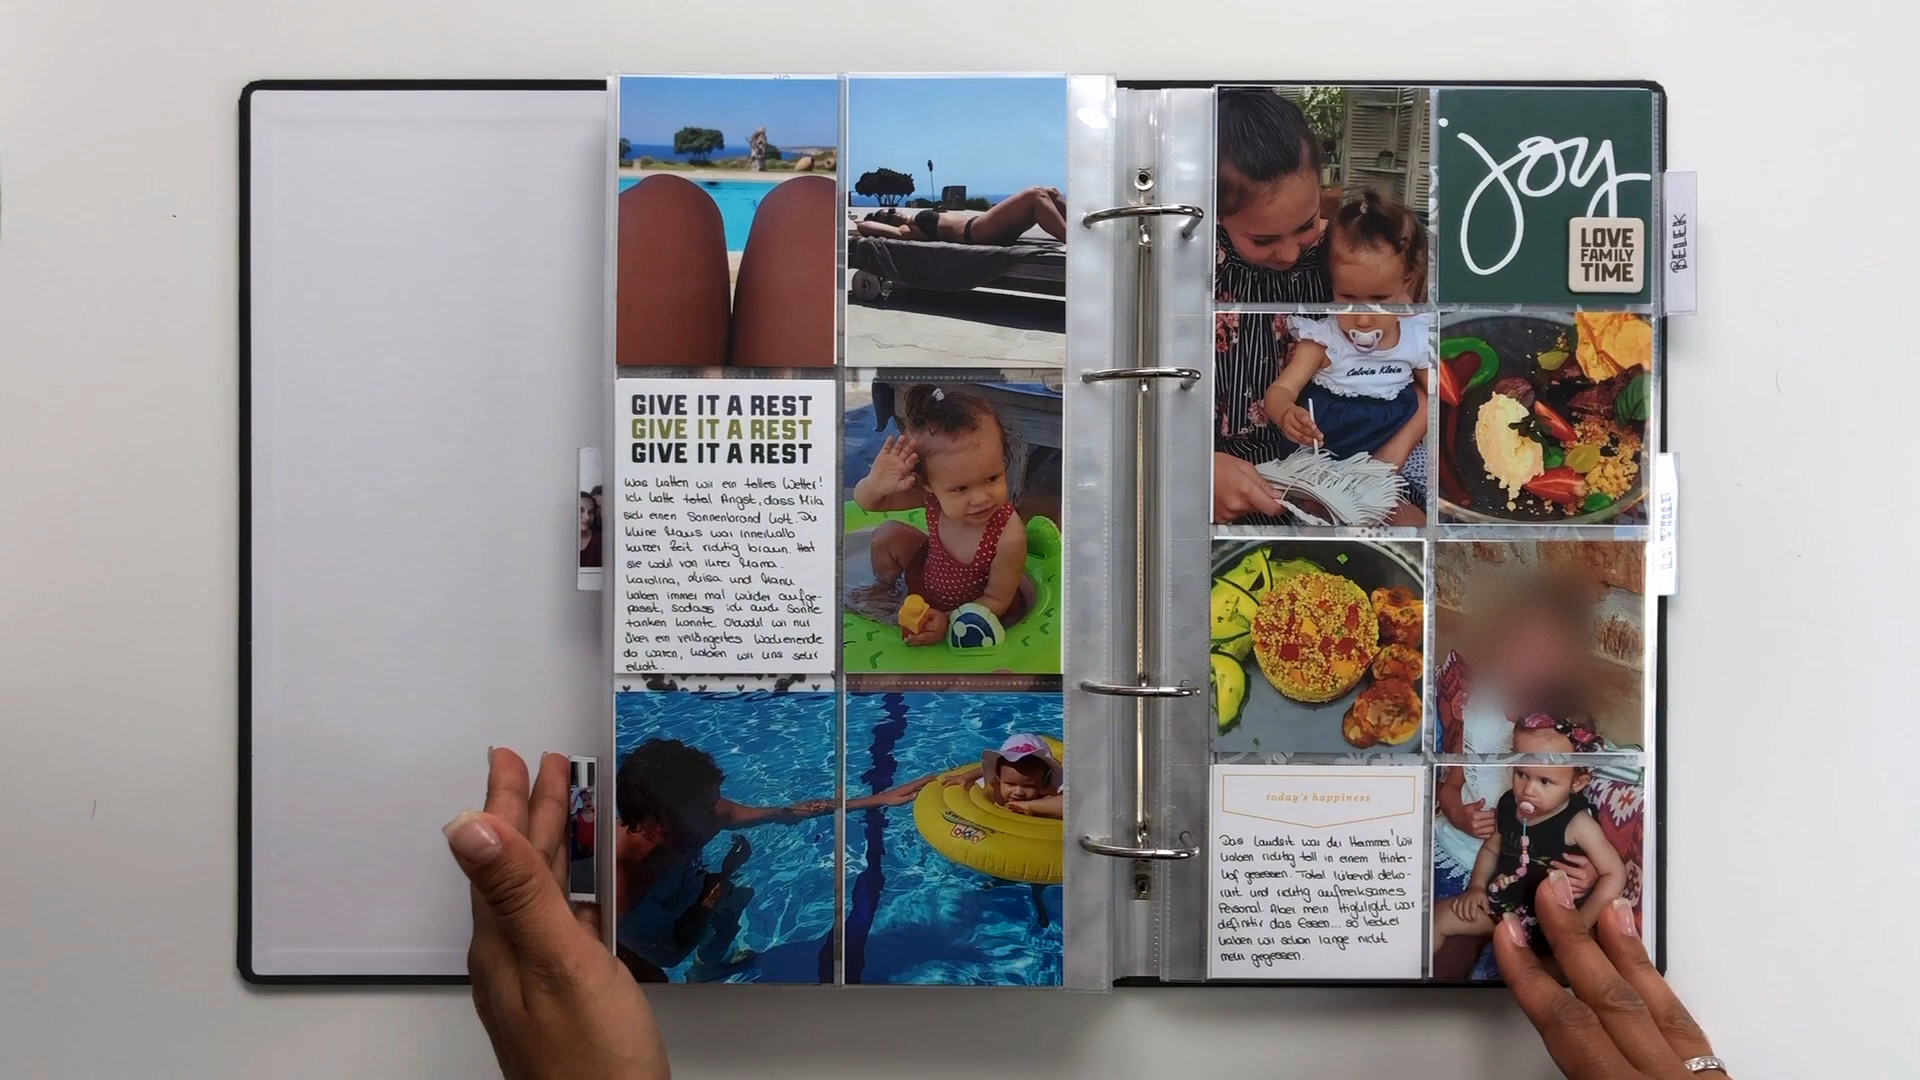 GIVE IT A REST
GIVE IT A REST
GIVE IT A REST
Was hatten wir ein tolles Wetter!
Ich hatte total Angst, dass Mila
sich einen Sonnenbrand holt. Die
kleine Maus war innerhalb
kurzer Zeit richtig braun. Hat
sie wohl von ihrer Mama.
Karolina, Luisa und Manu
haben immer mal wieder aufge-
passt, sodass ich auch Sonne
tanken konnte. Obwohl wir nur
über ein verlängertes Wochenende
da waren, haben wir uns sehr
erholt.
joy
LOVE
FAMILY
TIME
BELEK
Calvin Klein
today's happiness
Das war der Hammer! Wir
haben richtig toll in einem Hinter-
hof gegessen. Total liebevoll deko-
riert und richtig aufmerksames
Personal. Aber mein Highlight war
definitiv das Essen... so lecker
haben wir schon lange nicht
mehr gegessen.